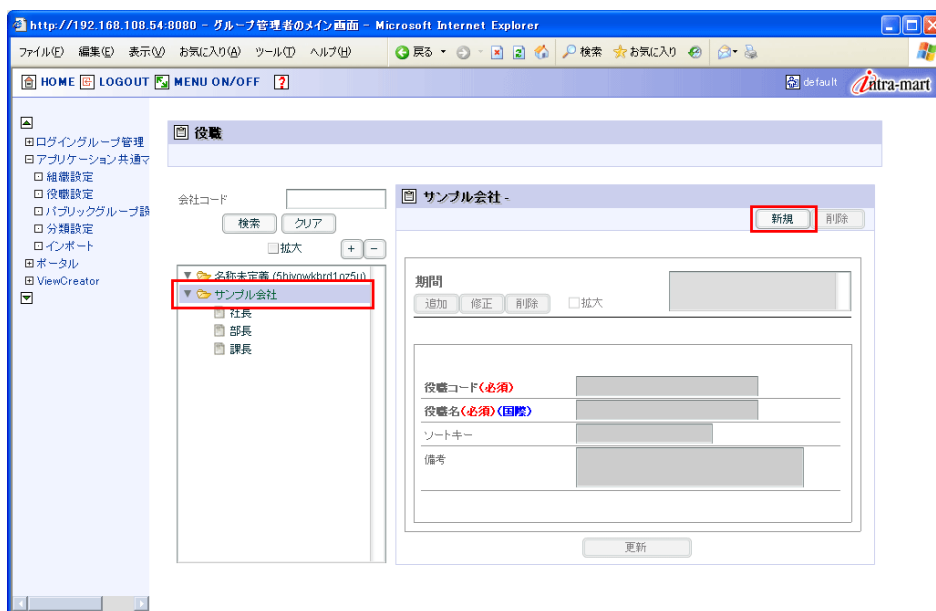 http://192.168.108.54:8080 - グループ管理者のメイン画面 - Microsoft Internet Explorer
ファイル(F) 編集(E) 表示(V) お気に入り(A) ツール(T) ヘルプ(H) 戻る 検索 お気に入り
HOME LOGOUT MENU ON/OFF ? default intra-mart
ログイングループ管理
アプリケーション共通マ
組織設定
役職設定
パブリックグループ設
分類設定
インポート
ポータル
ViewCreator
役職
会社コード
検索 クリア
拡大 + -
名称未定義
サンプル会社
社長
部長
課長
サンプル会社 -
新規 削除
期間
追加 修正 削除 拡大
役職コード(必須)
役職名(必須)(国際)
ソートキー
備考
更新